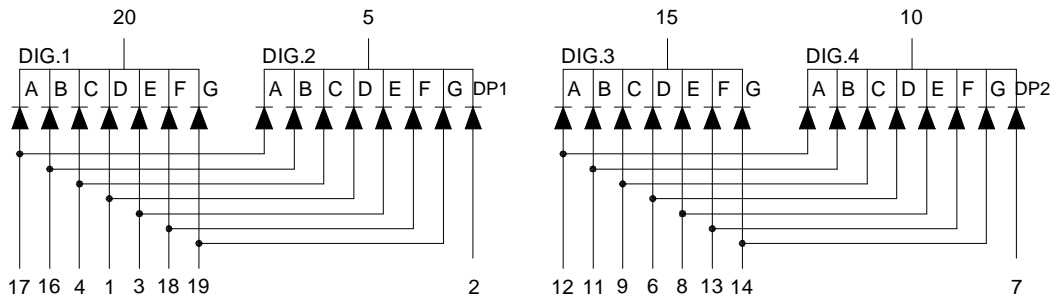 20 5 15 10
DIG.1 DIG.2 DIG.3 DIG.4
A B C D E F G A B C D E F G DP1 A B C D E F G A B C D E F G DP2
17 16 4 1 3 18 19 2 12 11 9 6 8 13 14 7